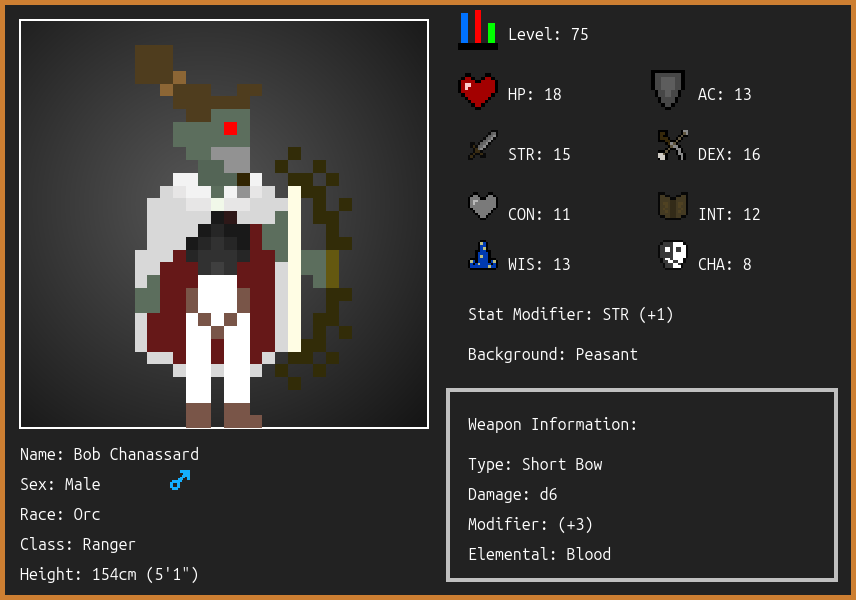 Level: 75
HP: 18
AC: 13
STR: 15
DEX: 16
CON: 11
INT: 12
WIS: 13
CHA: 8
Stat Modifier: STR (+1)
Background: Peasant
Weapon Information:
Type: Short Bow
Damage: d6
Modifier: (+3)
Elemental: Blood
Name: Bob Chanassard
Sex: Male
Race: Orc
Class: Ranger
Height: 154cm (5'1")